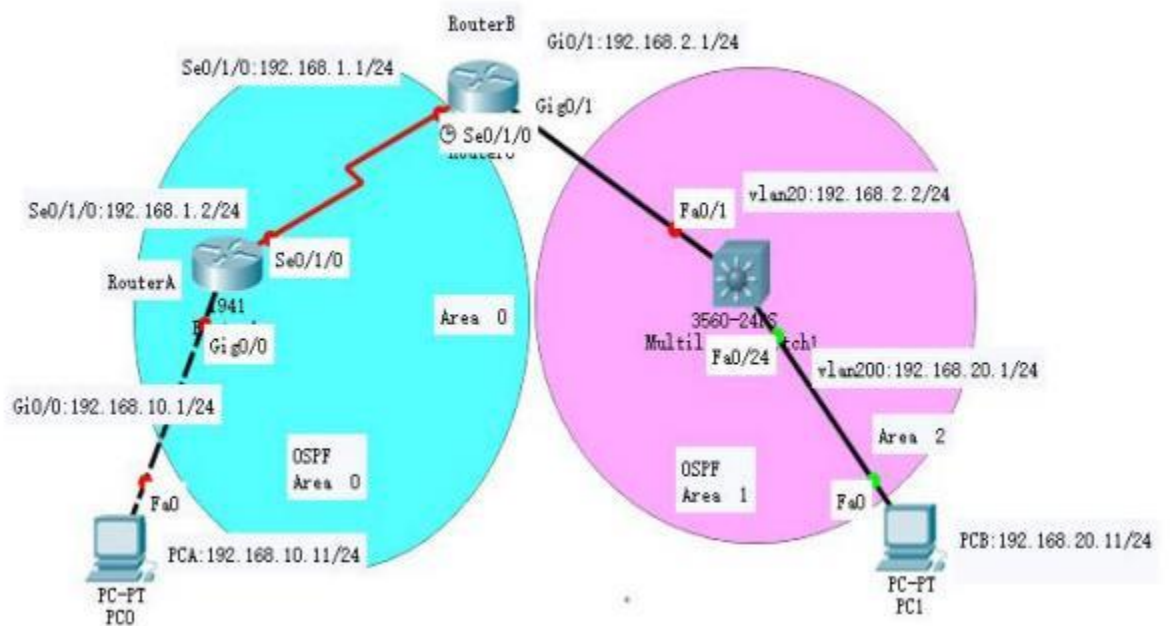 RouterB
Gi0/1:192.168.2.1/24
Se0/1/0:192.168.1.1/24
Gig0/1
Se0/1/0
vlan20:192.168.2.2/24
Fa0/1
Se0/1/0:192.168.1.2/24
Se0/1/0
RouterA
1941
Area 0
Gig0/0
Fa0/24
vlan200:192.168.20.1/24
Gi0/0:192.168.10.1/24
Area 2
OSPF
Area 0
OSPF
Area 1
Fa0
Fa0
PCA:192.168.10.11/24
PCB:192.168.20.11/24
PC-PT
PC0
PC-PT
PC1